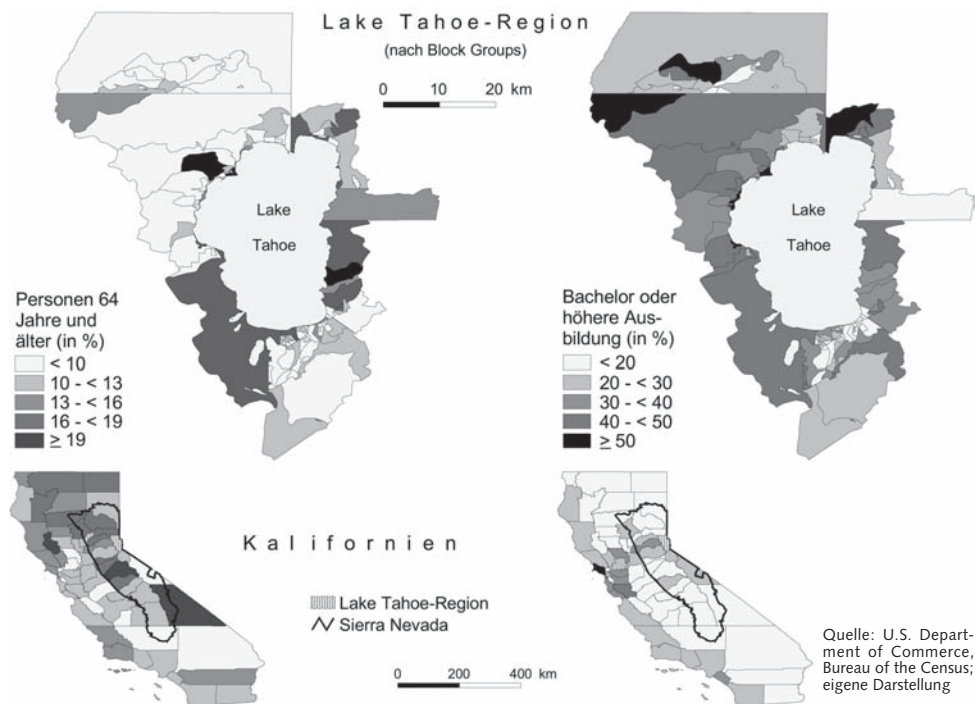 Lake Tahoe-Region
(nach Block Groups)
0 10 20 km
Lake
Tahoe
Personen 64
Jahre und
älter (in %)
< 10
10 - < 13
13 - < 16
16 - < 19
≥ 19
Lake
Tahoe
Bachelor oder
höhere Aus-
bildung (in %)
< 20
20 - < 30
30 - < 40
40 - < 50
≥ 50
Kalifornien
Lake Tahoe-Region
Sierra Nevada
0 200 400 km
Quelle: U.S. Depart-
ment of Commerce,
Bureau of the Census;
eigene Darstellung